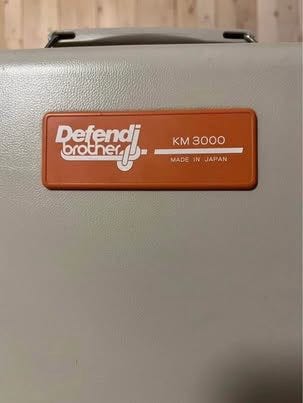 Defendi
brother
KM 3000
MADE IN JAPAN